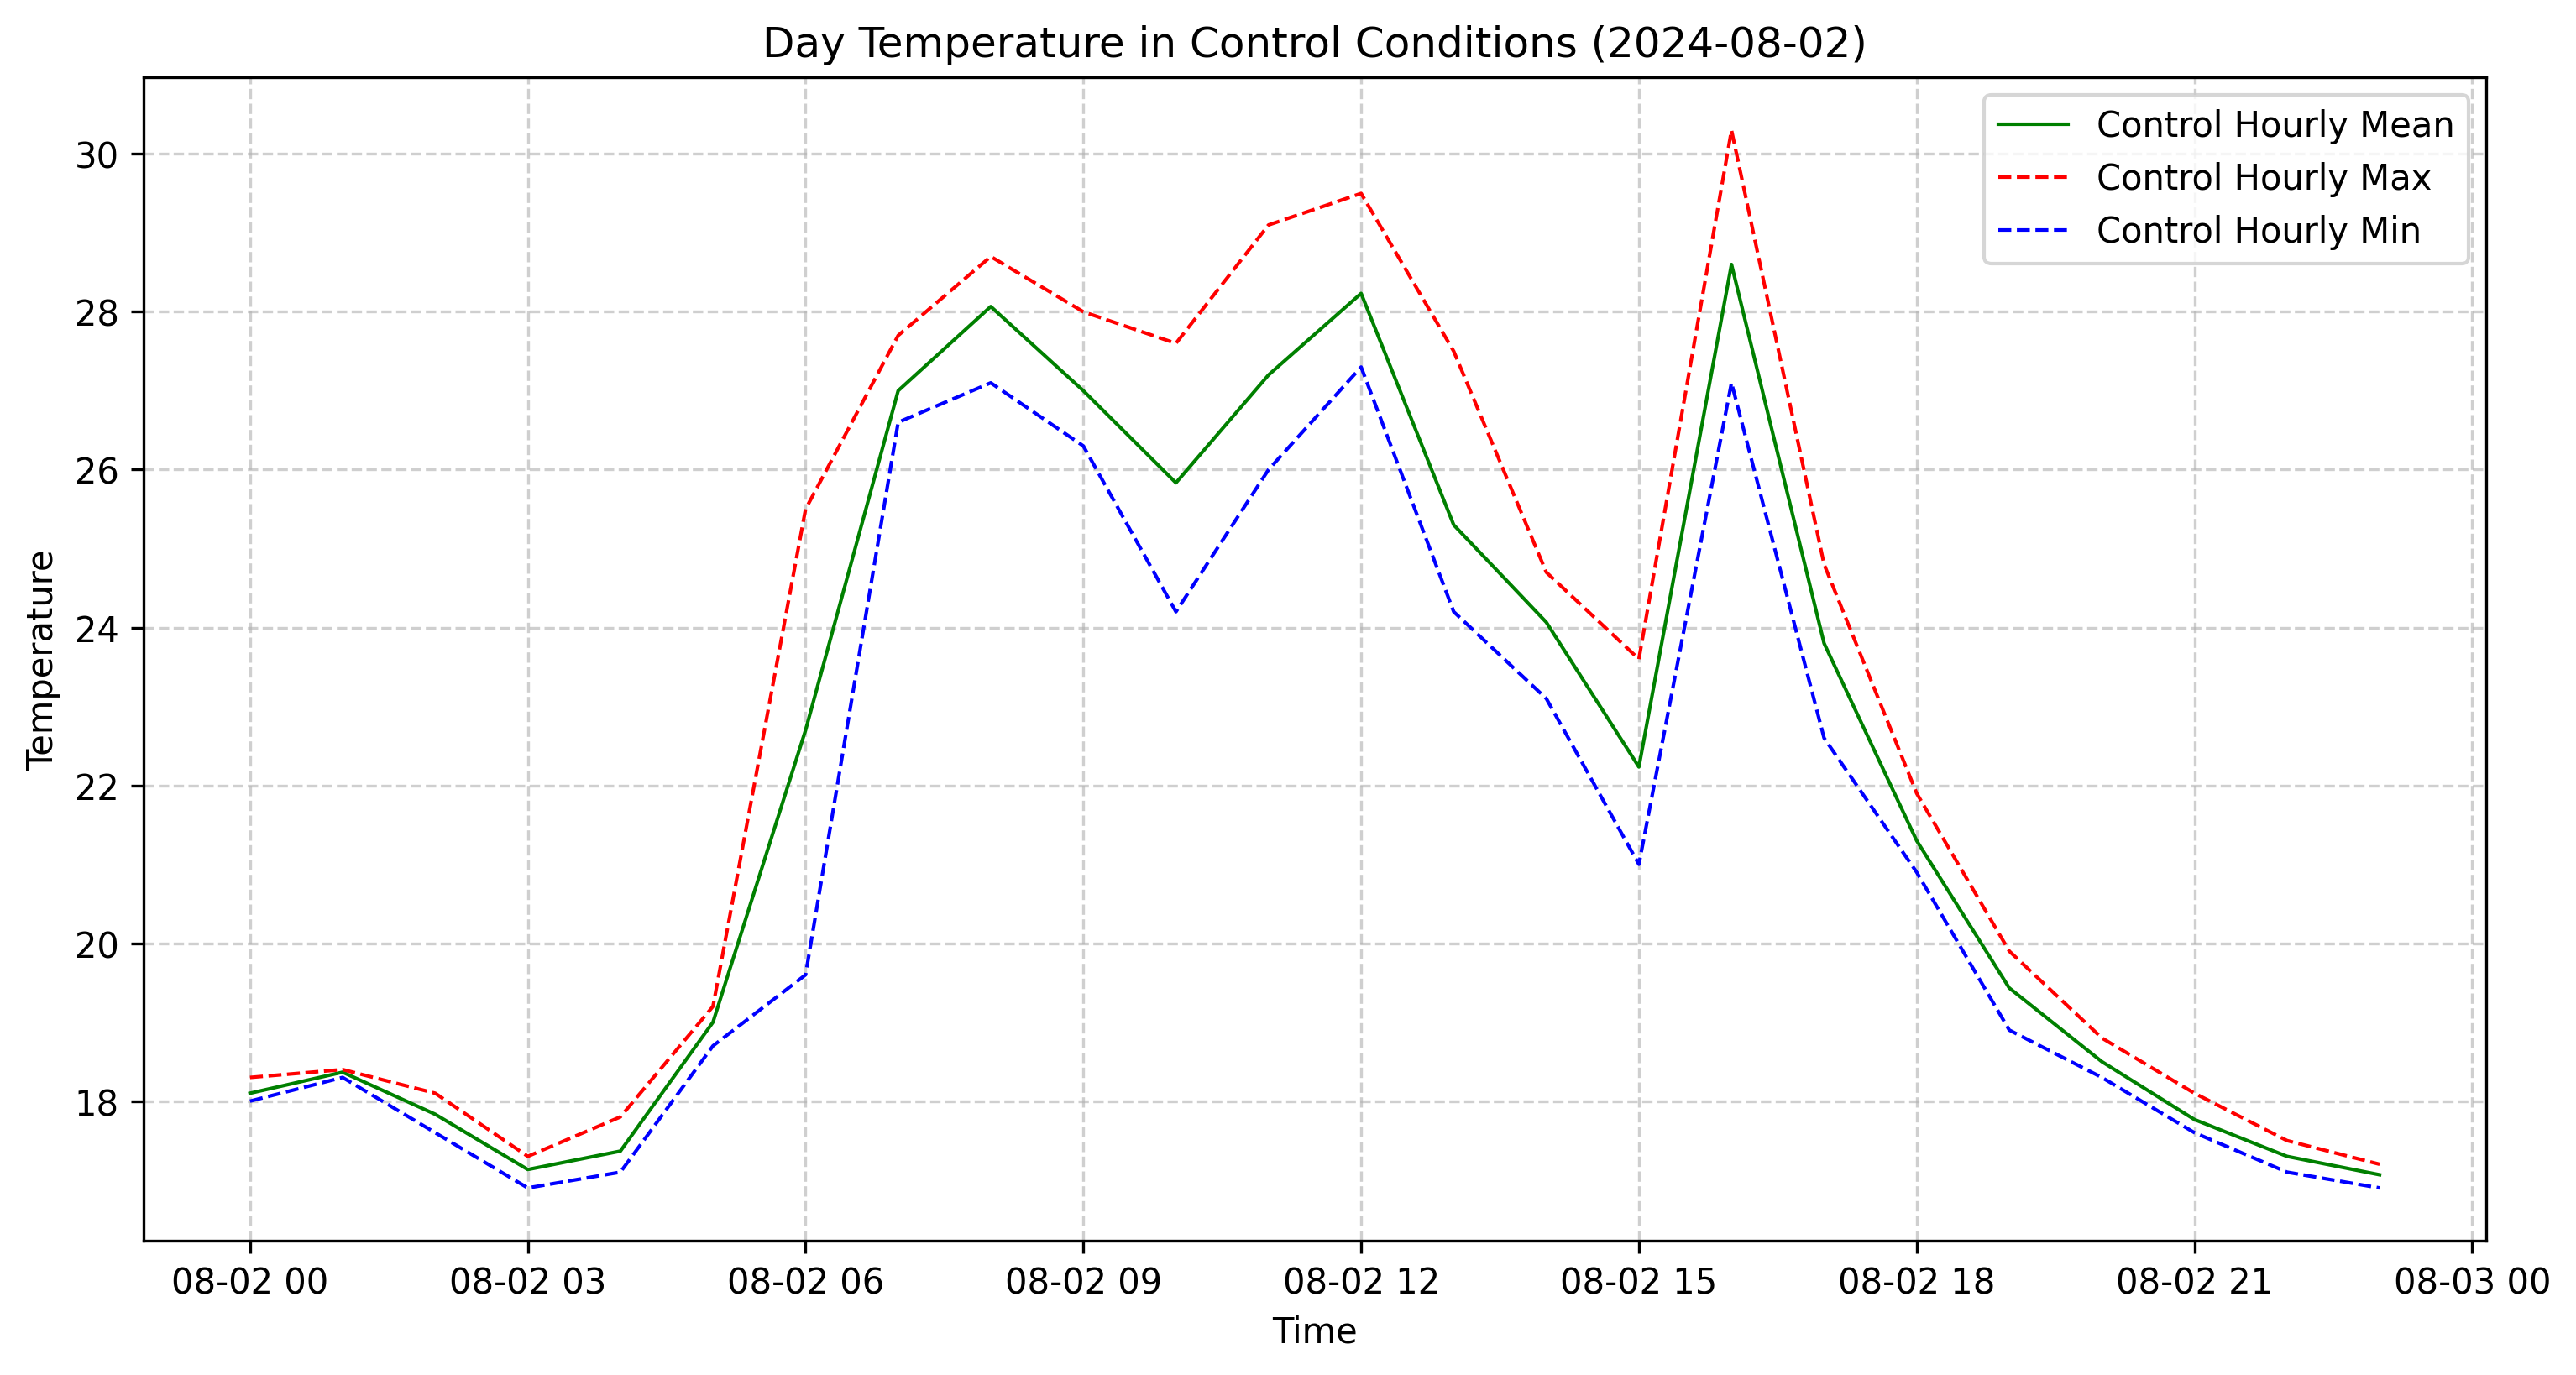 Day Temperature in Control Conditions (2024-08-02)
Control Hourly Mean
Control Hourly Max
Control Hourly Min
Temperature
30
28
26
24
22
20
18
08-02 00 08-02 03 08-02 06 08-02 09 08-02 12 08-02 15 08-02 18 08-02 21 08-03 00
Time